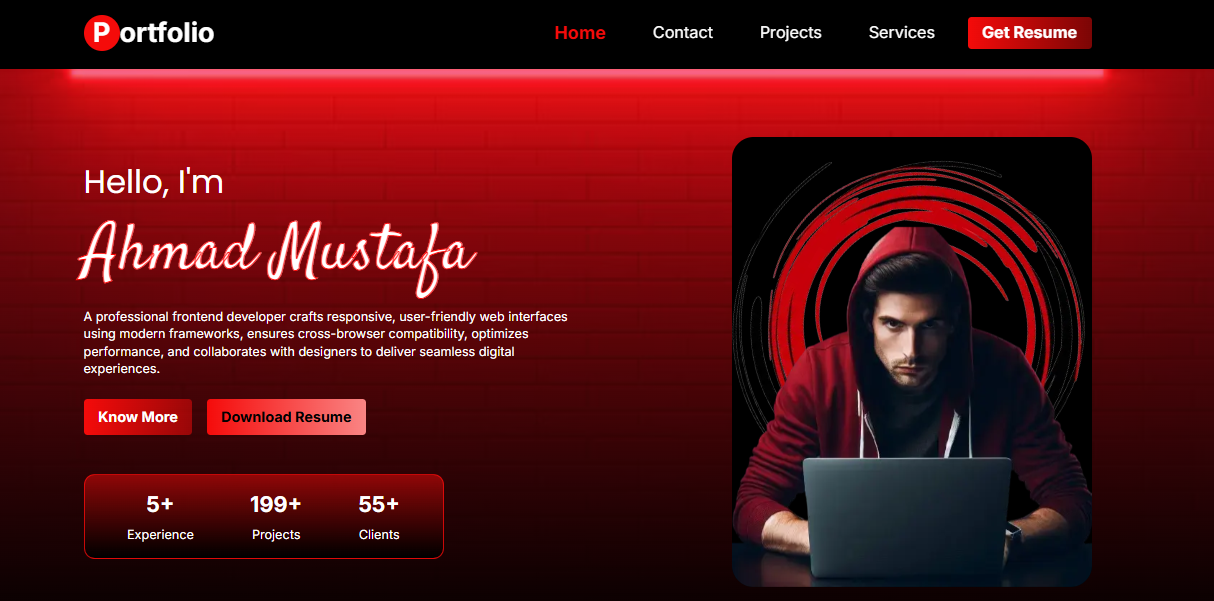 Portfolio
Home
Contact
Projects
Services
Get Resume
Hello, I'm
Ahmad Mustafa
A professional frontend developer crafts responsive, user-friendly web interfaces
using modern frameworks, ensures cross-browser compatibility, optimizes
performance, and collaborates with designers to deliver seamless digital
experiences.
Know More
Download Resume
5+
199+
55+
Experience
Projects
Clients